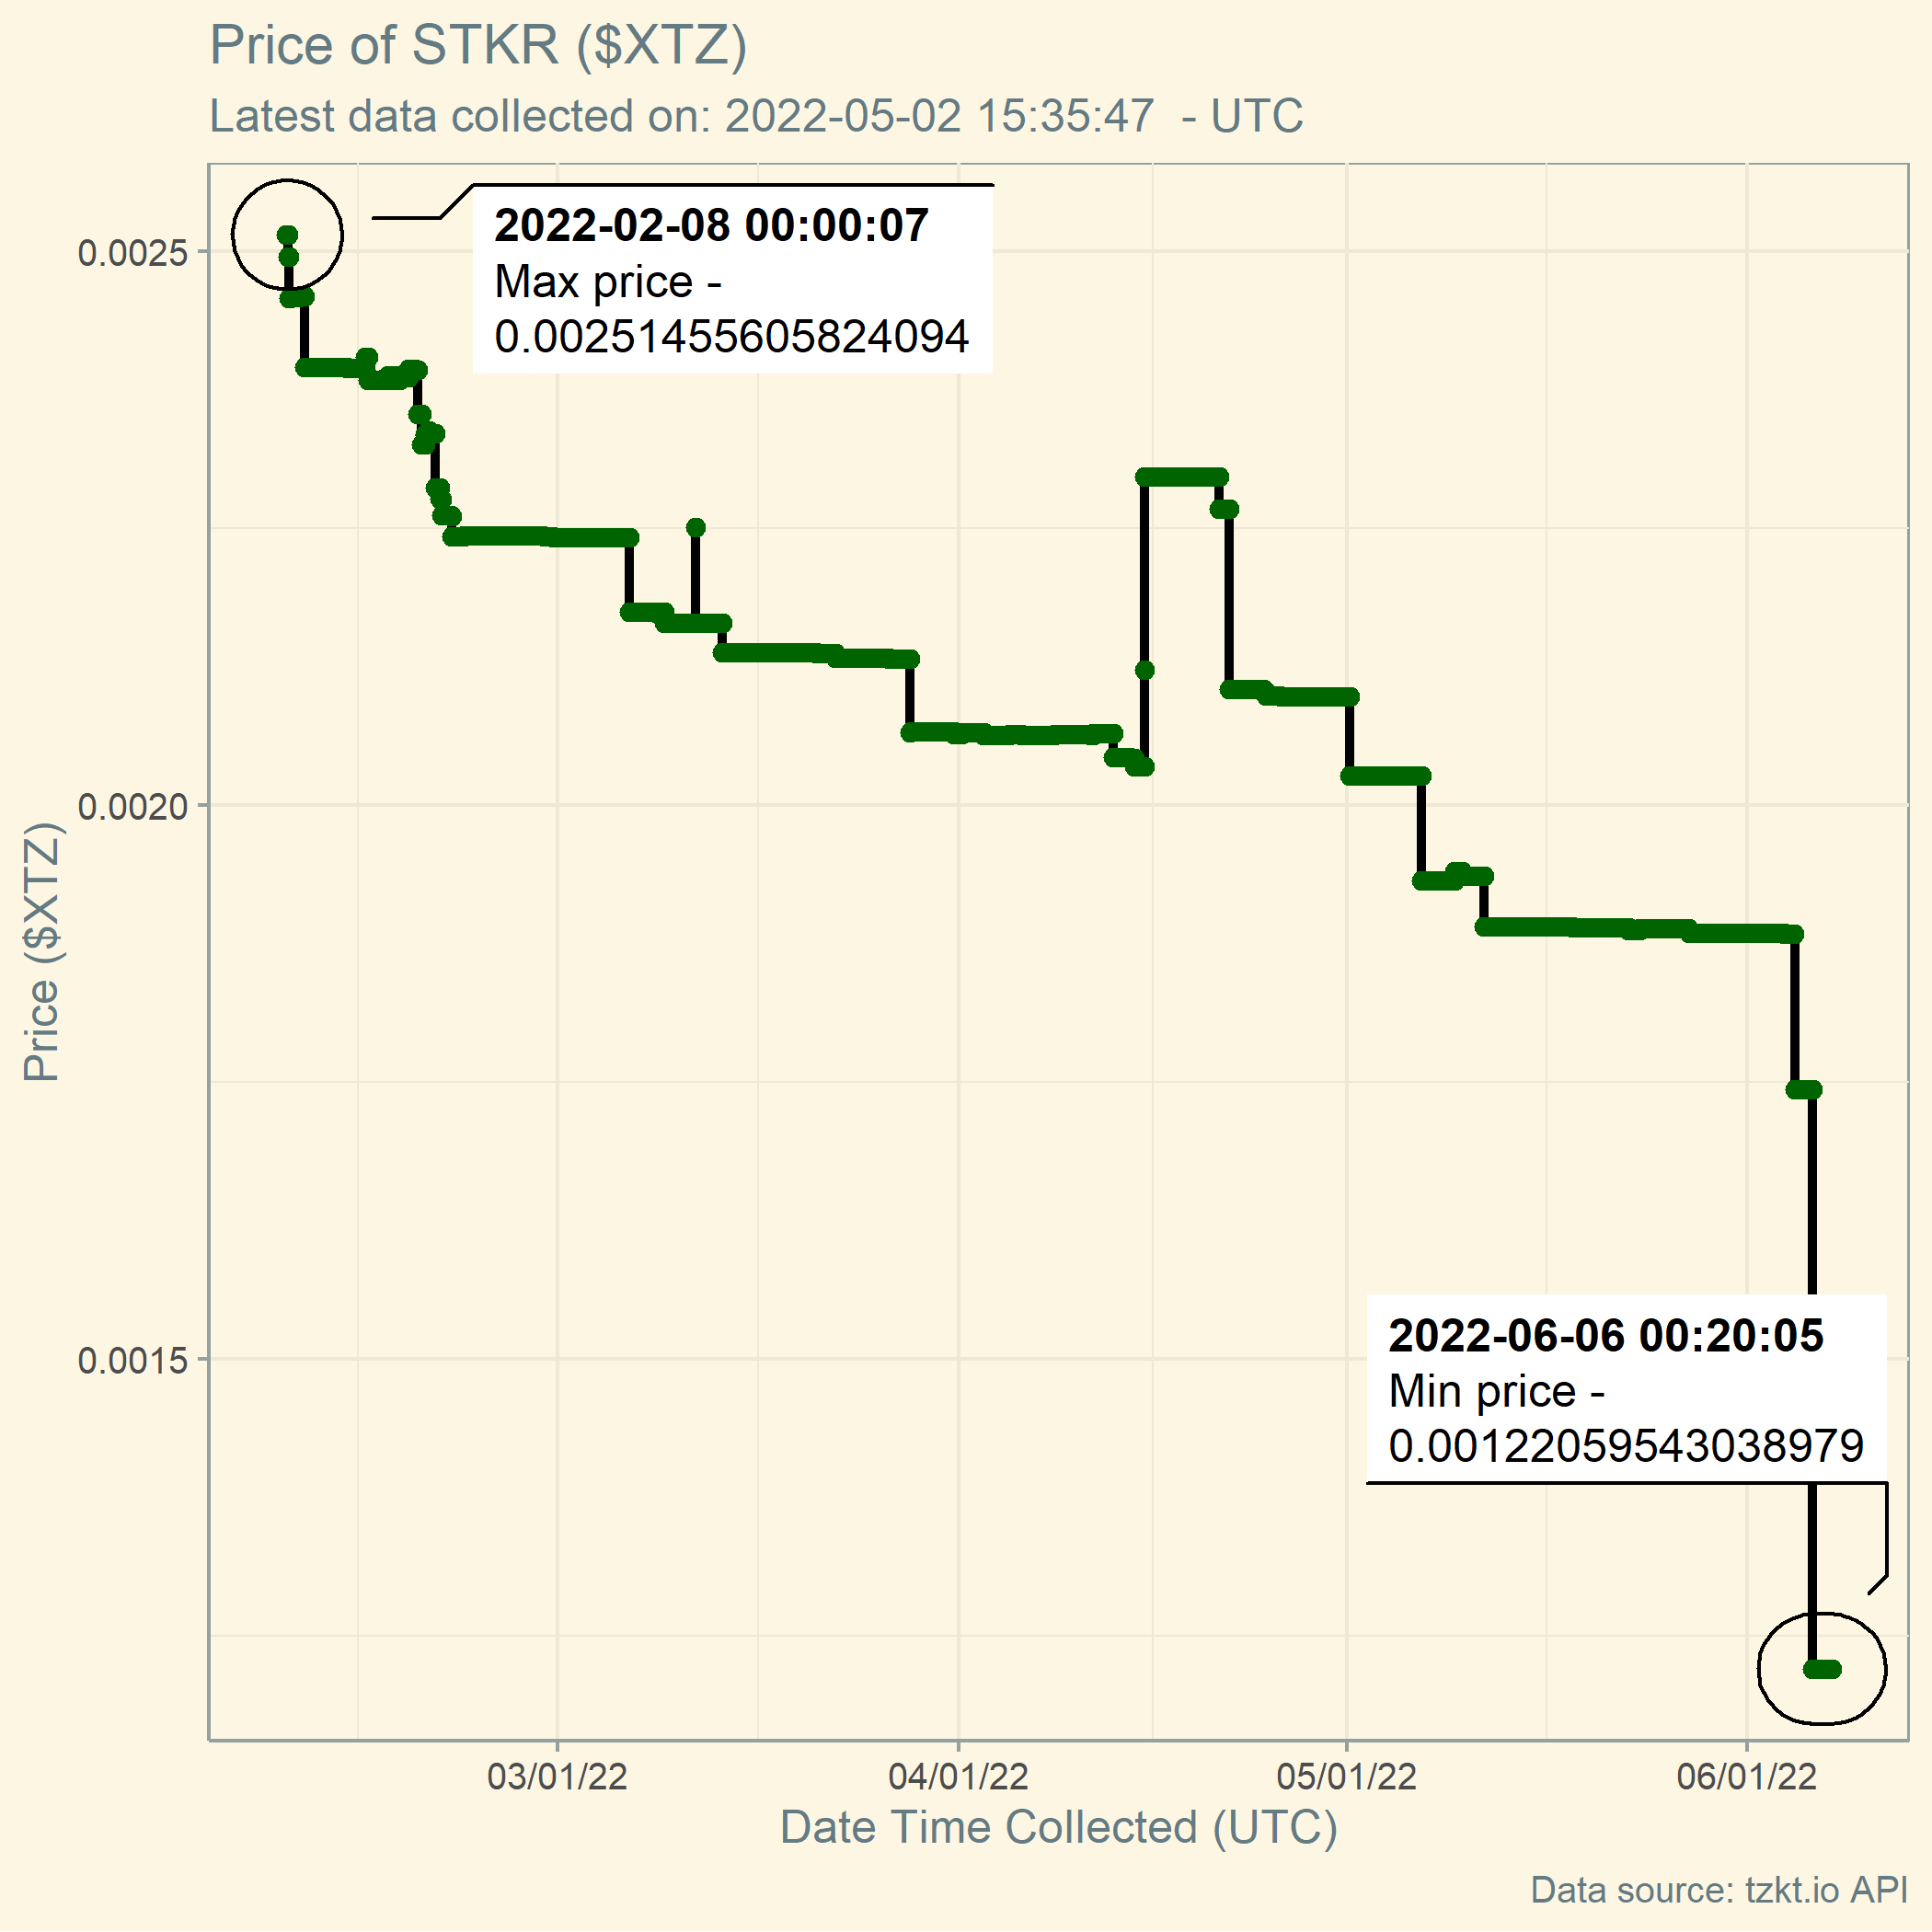 Price of STKR ($XTZ)
Latest data collected on: 2022-05-02 15:35:47  - UTC
2022-02-08 00:00:07
Max price -
0.00251455605824094
0.0025
0.0020
0.0015
Price ($XTZ)
2022-06-06 00:20:05
Min price -
0.00122059543038979
03/01/22
04/01/22
05/01/22
06/01/22
Date Time Collected (UTC)
Data source: tzkt.io API